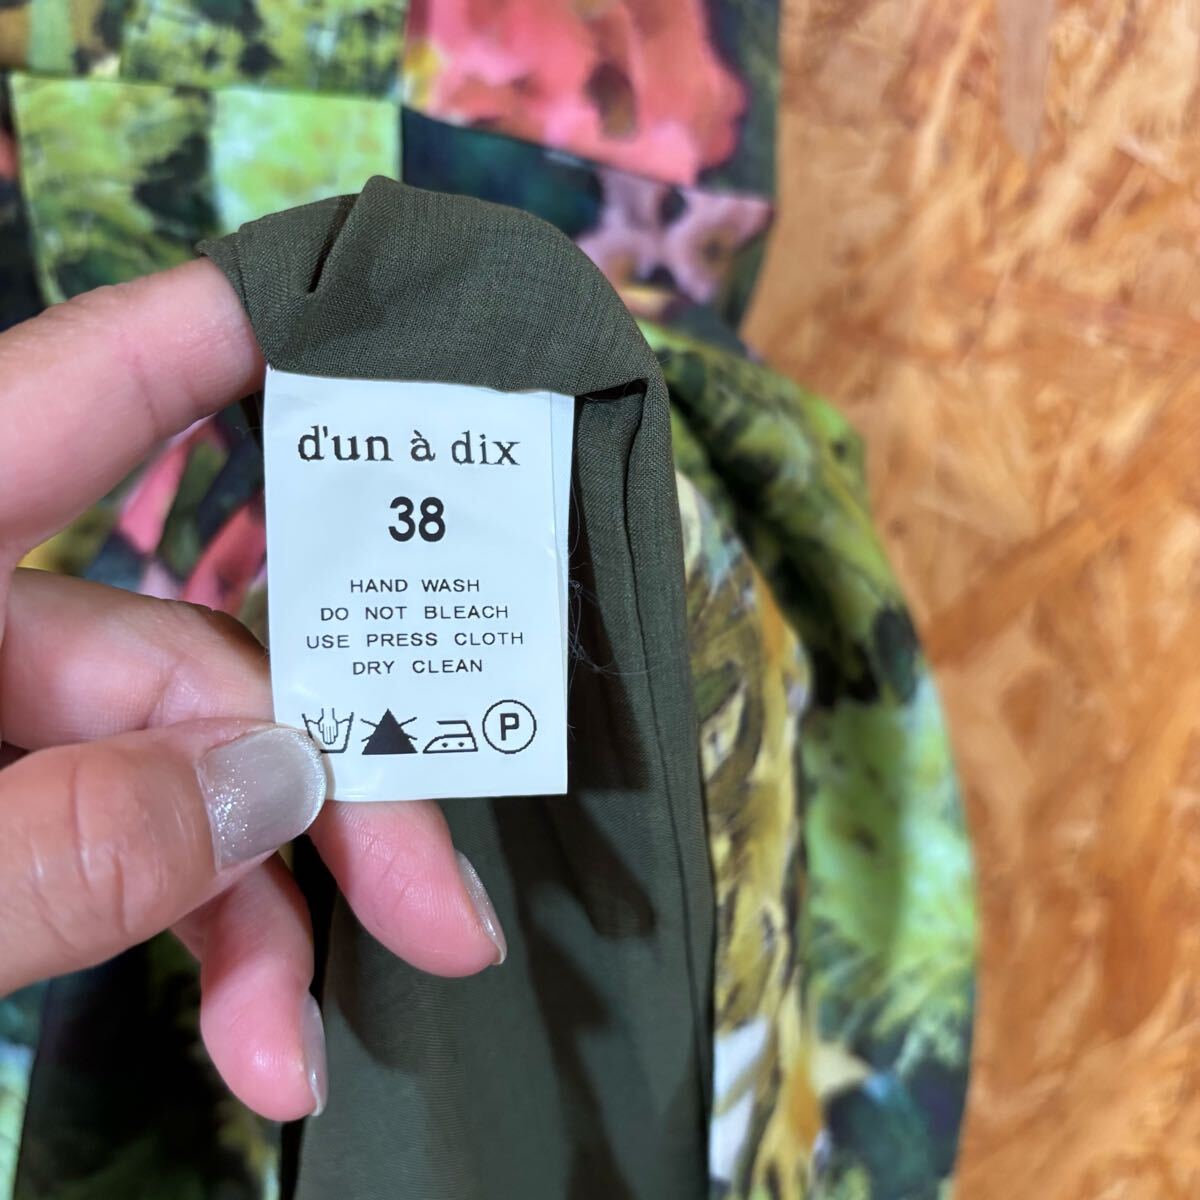 d'un à dix
38
HAND WASH
DO NOT BLEACH
USE PRESS CLOTH
DRY CLEAN
P